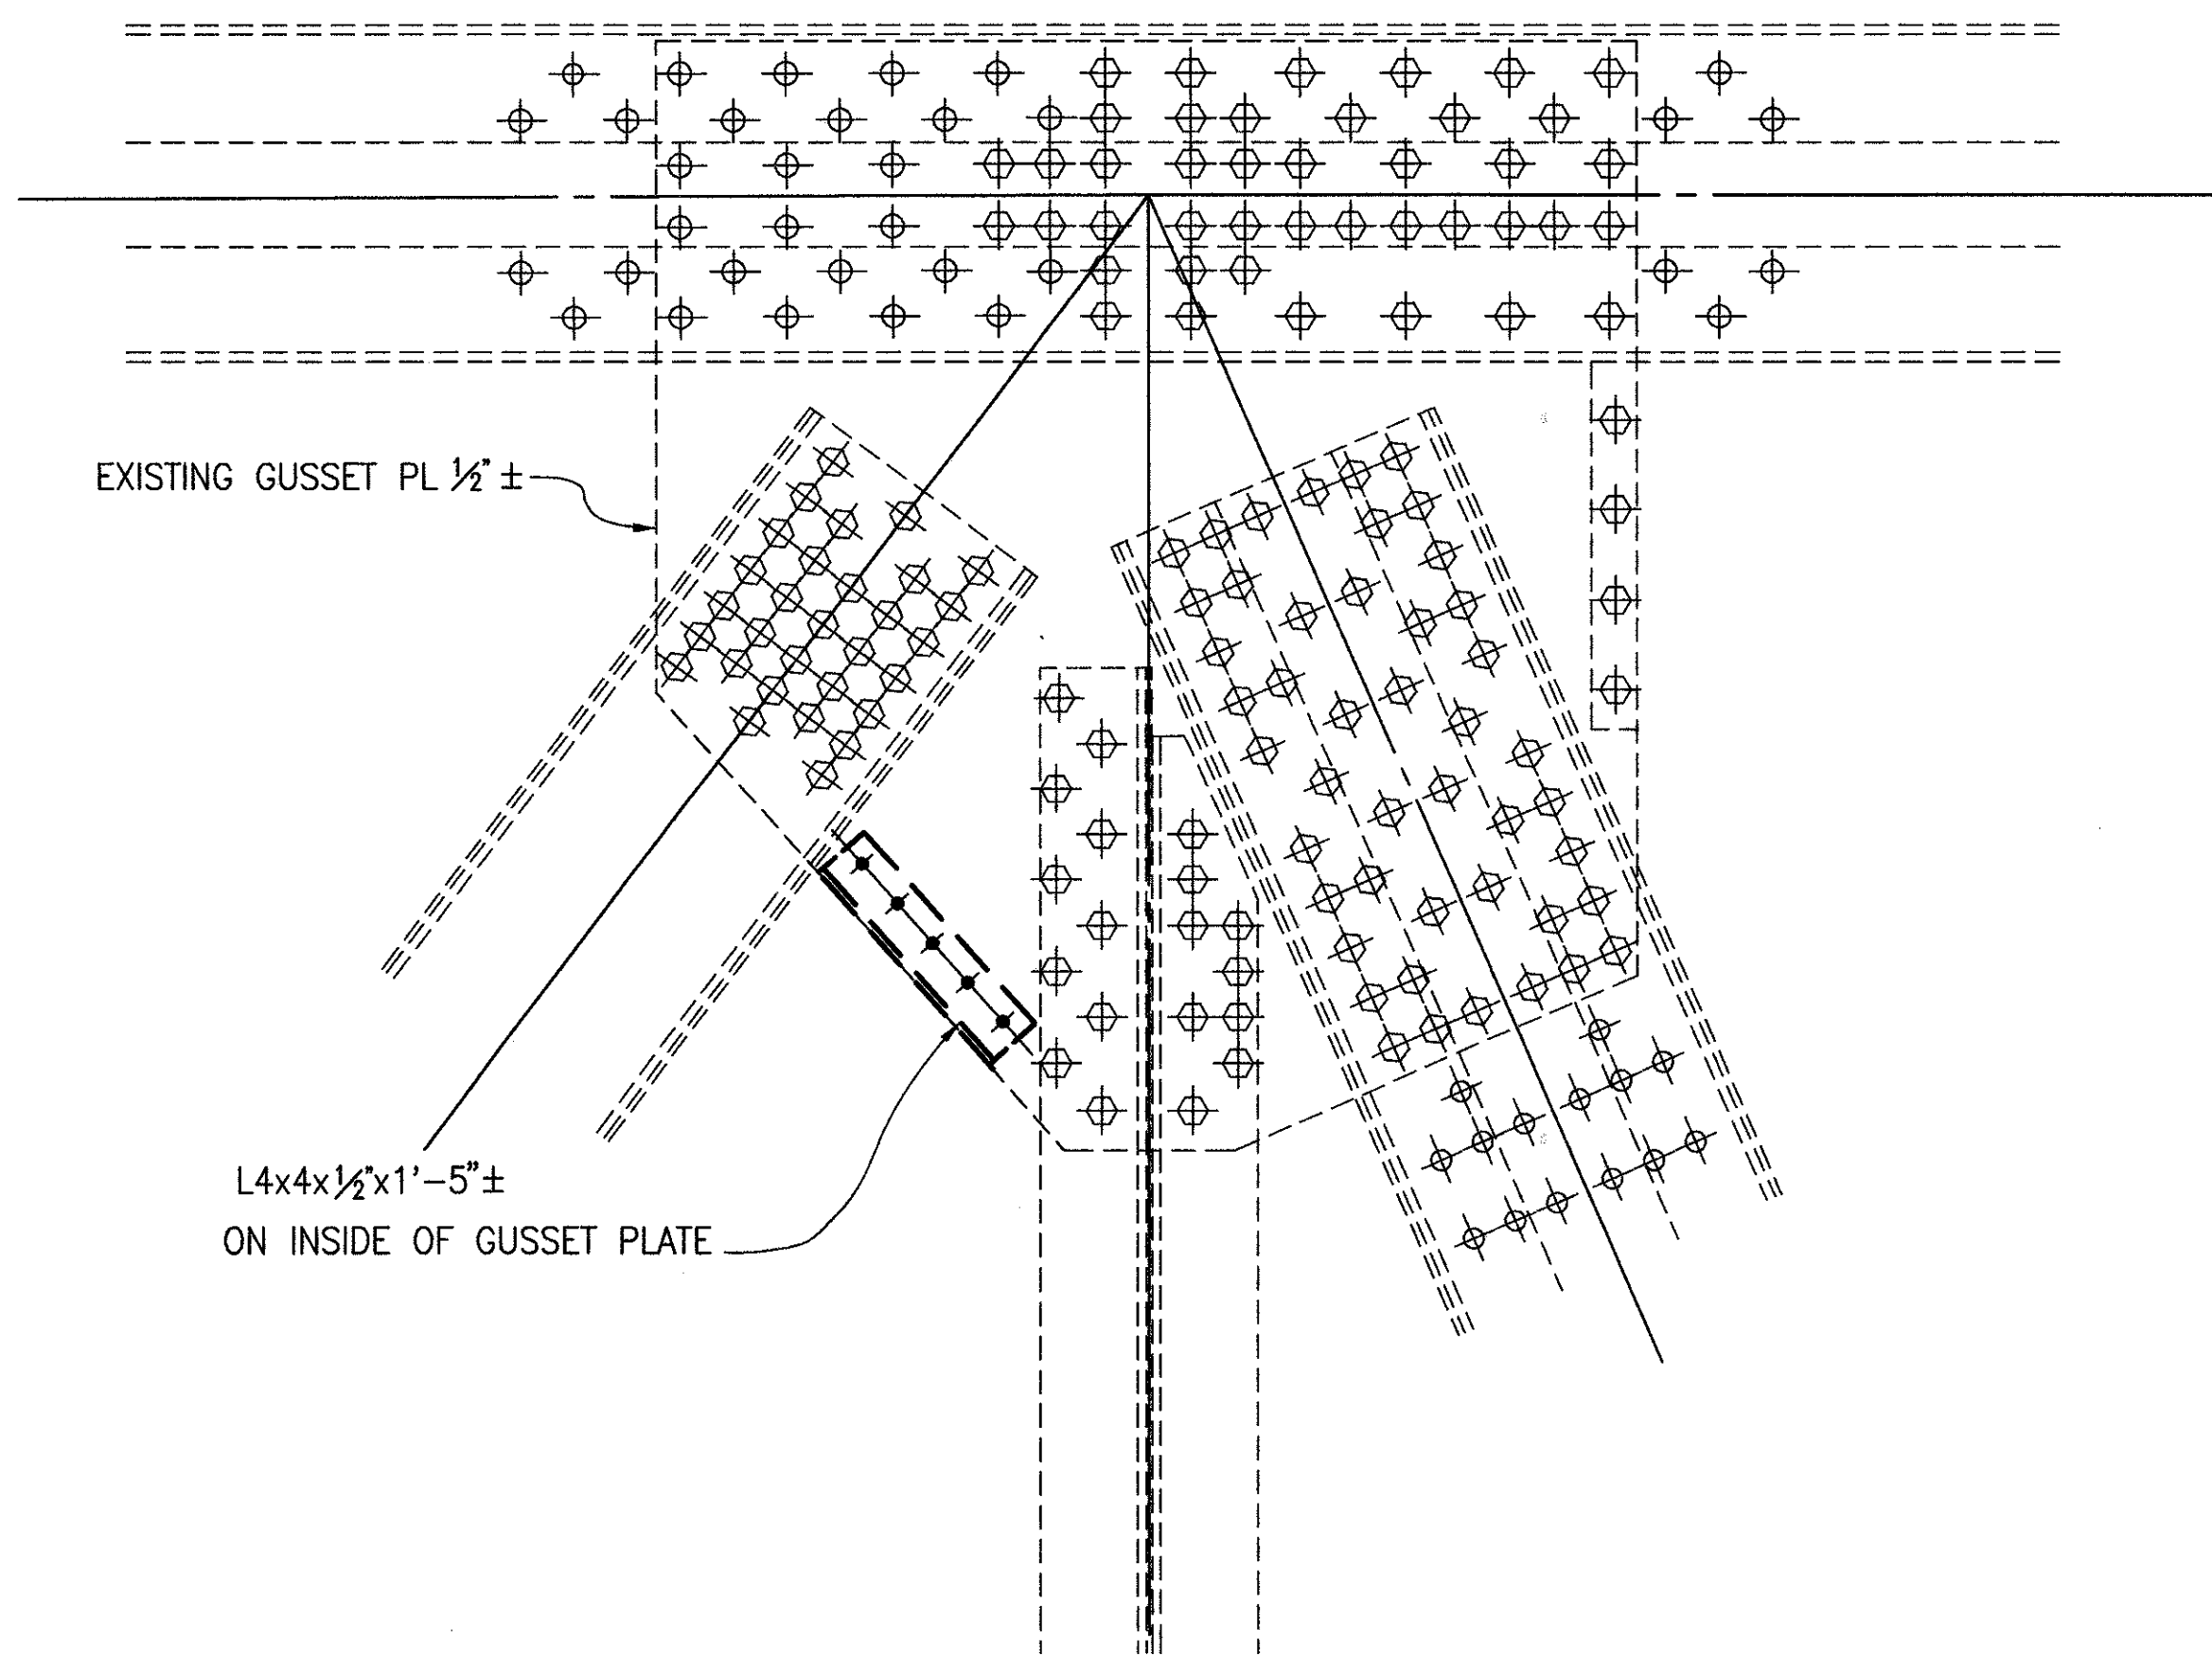 EXISTING GUSSET PL ½" ±
L4x4x½"x1'-5"±
ON INSIDE OF GUSSET PLATE